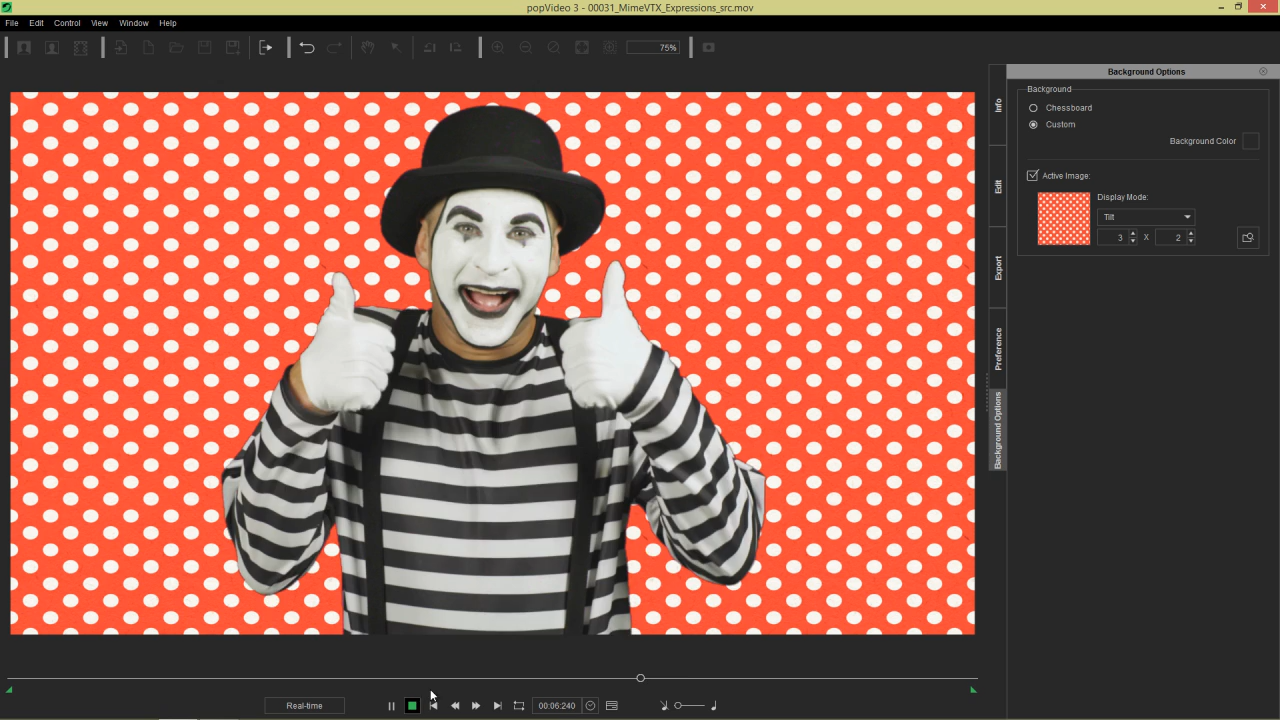 popVideo 3 - 00031_MimeVTX_Expressions_src.mov
File Edit Control View Window Help
75%
Background Options
Background
Chessboard
Custom
Background Color
Active Image:
Display Mode:
Tilt
3 X 2
Info
Edit
Export
Preference
Background Options
Real-time
00:06:240